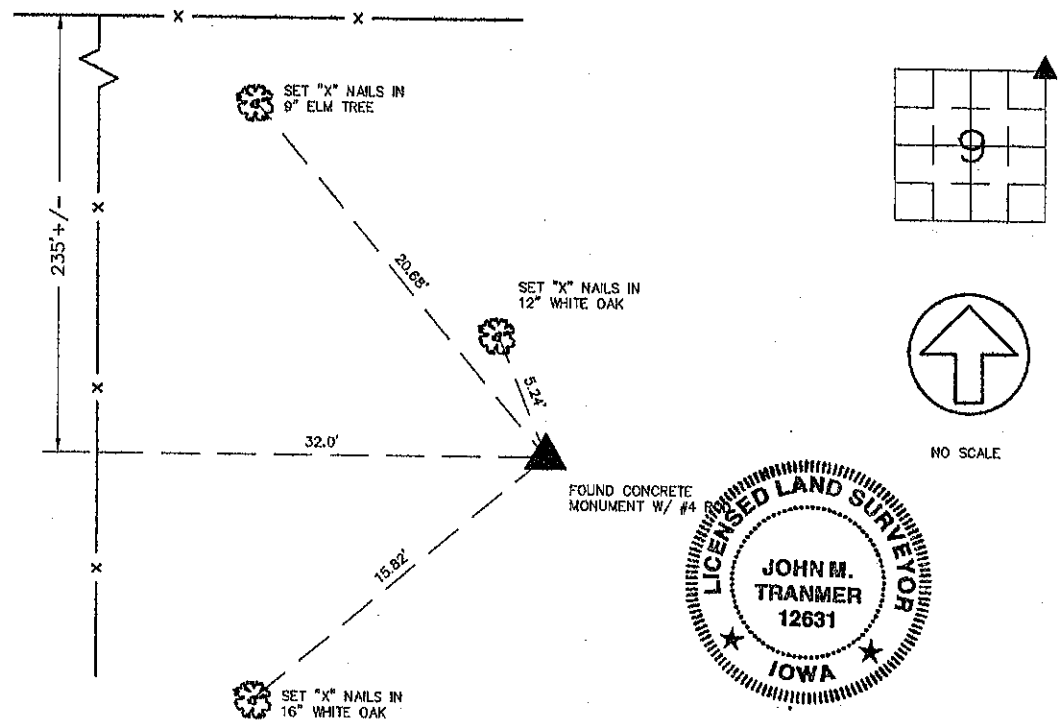 X X
SET "X" NAILS IN
9" ELM TREE
9
235'+/-
X
20.68'
SET "X" NAILS IN
12" WHITE OAK
X
5.24'
32.0'
NO SCALE
FOUND CONCRETE
MONUMENT W/ #4
LICENSED LAND SURVEYOR
JOHN M.
TRANMER
12631
IOWA
X
15.82'
SET "X" NAILS IN
16" WHITE OAK